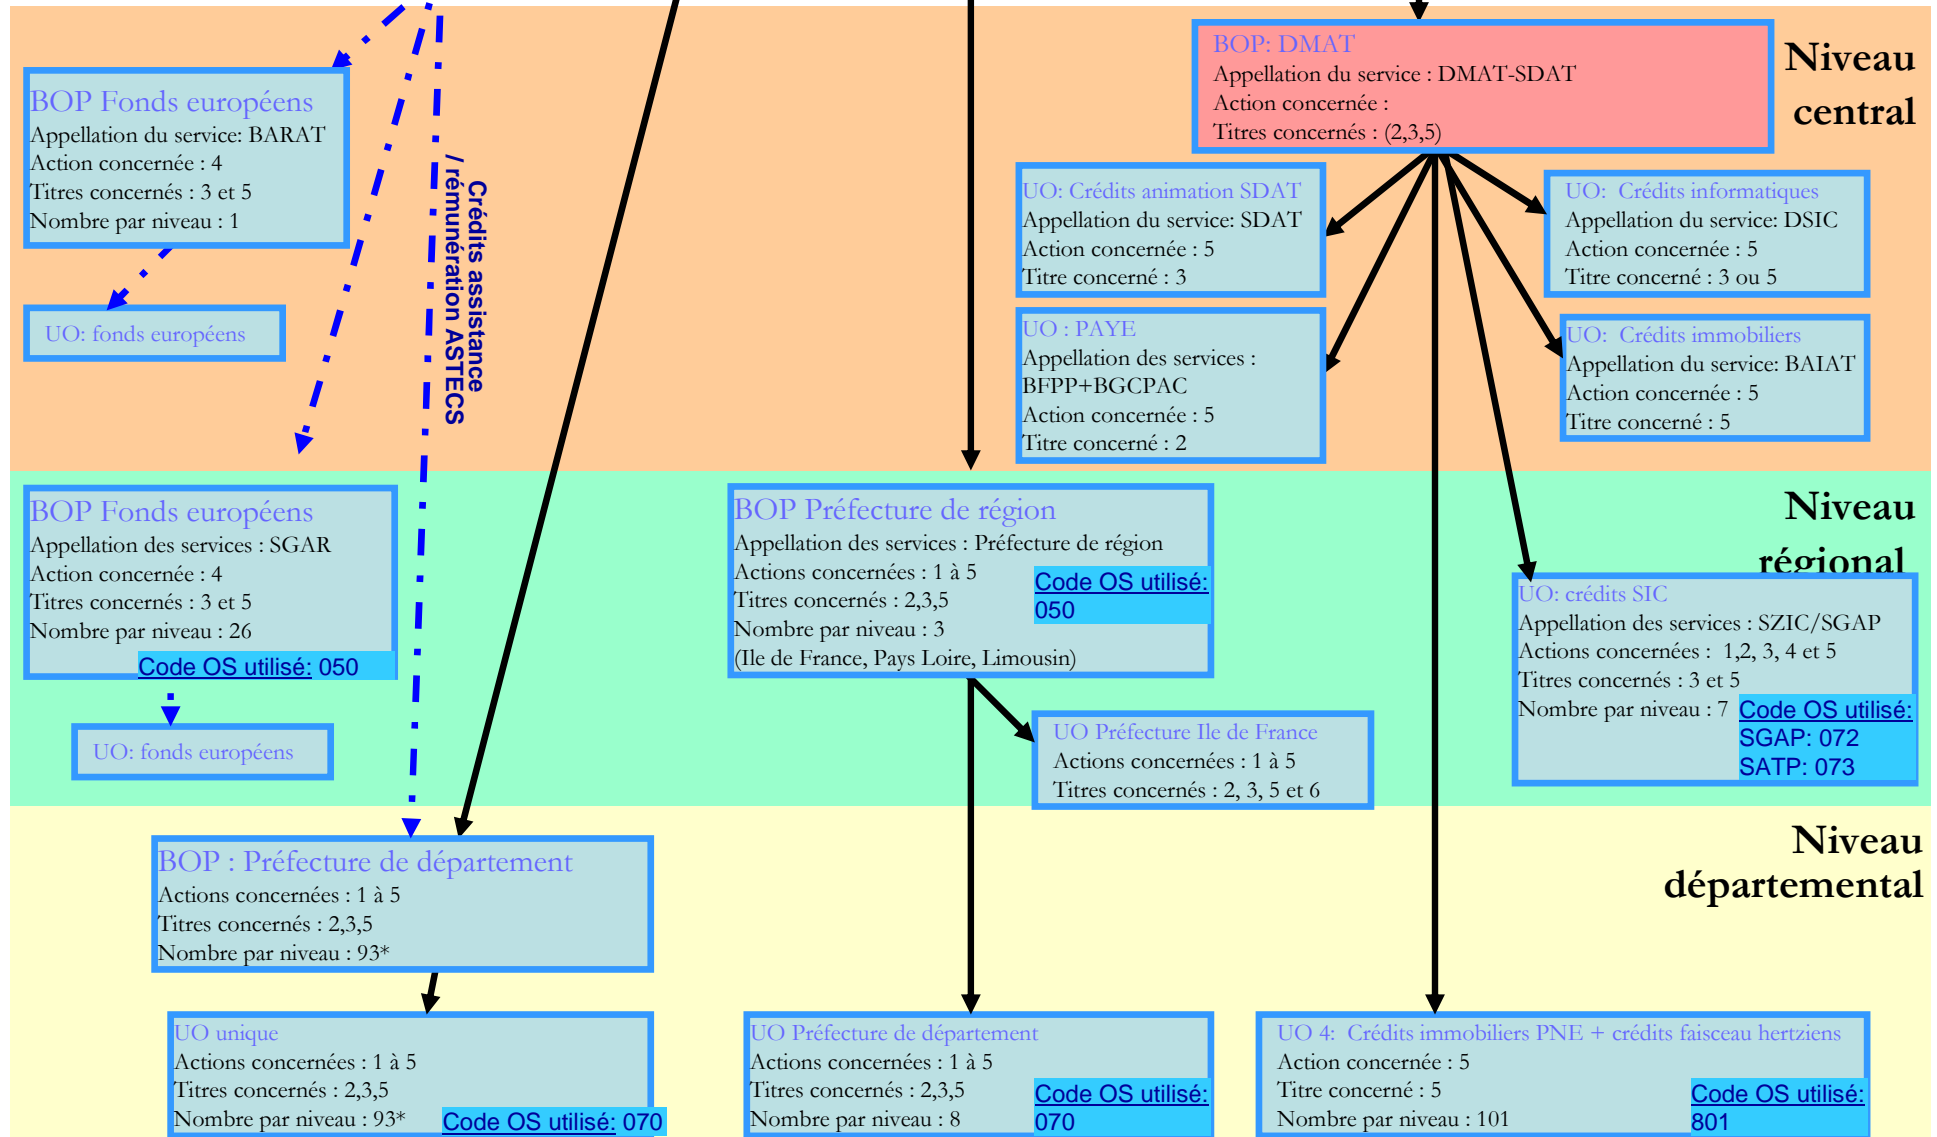 BOP: DMAT
Appellation du service : DMAT-SDAT
Action concernée :
Titres concernés : (2,3,5)
Niveau
central
BOP Fonds européens
Appellation du service: BARAT
Action concernée : 4
Titres concernés : 3 et 5
Nombre par niveau : 1
UO: fonds européens
Crédits assistance
/ rémunération ASTECS
UO: Crédits animation SDAT
Appellation du service: SDAT
Action concernée : 5
Titre concerné : 3
UO: Crédits informatiques
Appellation du service: DSIC
Action concernée : 5
Titre concerné : 3 ou 5
UO : PAYE
Appellation des services :
BFPP+BGCPAC
Action concernée : 5
Titre concerné : 2
UO: Crédits immobiliers
Appellation du service: BAIAT
Action concernée : 5
Titre concerné : 5
BOP Fonds européens
Appellation des services : SGAR
Action concernée : 4
Titres concernés : 3 et 5
Nombre par niveau : 26
Code OS utilisé: 050
UO: fonds européens
BOP Préfecture de région
Appellation des services : Préfecture de région
Actions concernées : 1 à 5
Titres concernés : 2,3,5
Nombre par niveau : 3
(Ile de France, Pays Loire, Limousin)
Code OS utilisé:
050
UO Préfecture Ile de France
Actions concernées : 1 à 5
Titres concernés : 2, 3, 5 et 6
Niveau
régional
UO: crédits SIC
Appellation des services : SZIC/SGAP
Actions concernées : 1,2, 3, 4 et 5
Titres concernés : 3 et 5
Nombre par niveau : 7
Code OS utilisé:
SGAP: 072
SATP: 073
Niveau
départemental
BOP : Préfecture de département
Actions concernées : 1 à 5
Titres concernés : 2,3,5
Nombre par niveau : 93*
UO unique
Actions concernées : 1 à 5
Titres concernés : 2,3,5
Nombre par niveau : 93*
Code OS utilisé: 070
UO Préfecture de département
Actions concernées : 1 à 5
Titres concernés : 2,3,5
Nombre par niveau : 8
Code OS utilisé:
070
UO 4: Crédits immobiliers PNE + crédits faisceau hertziens
Action concernée : 5
Titre concerné : 5
Nombre par niveau : 101
Code OS utilisé:
801